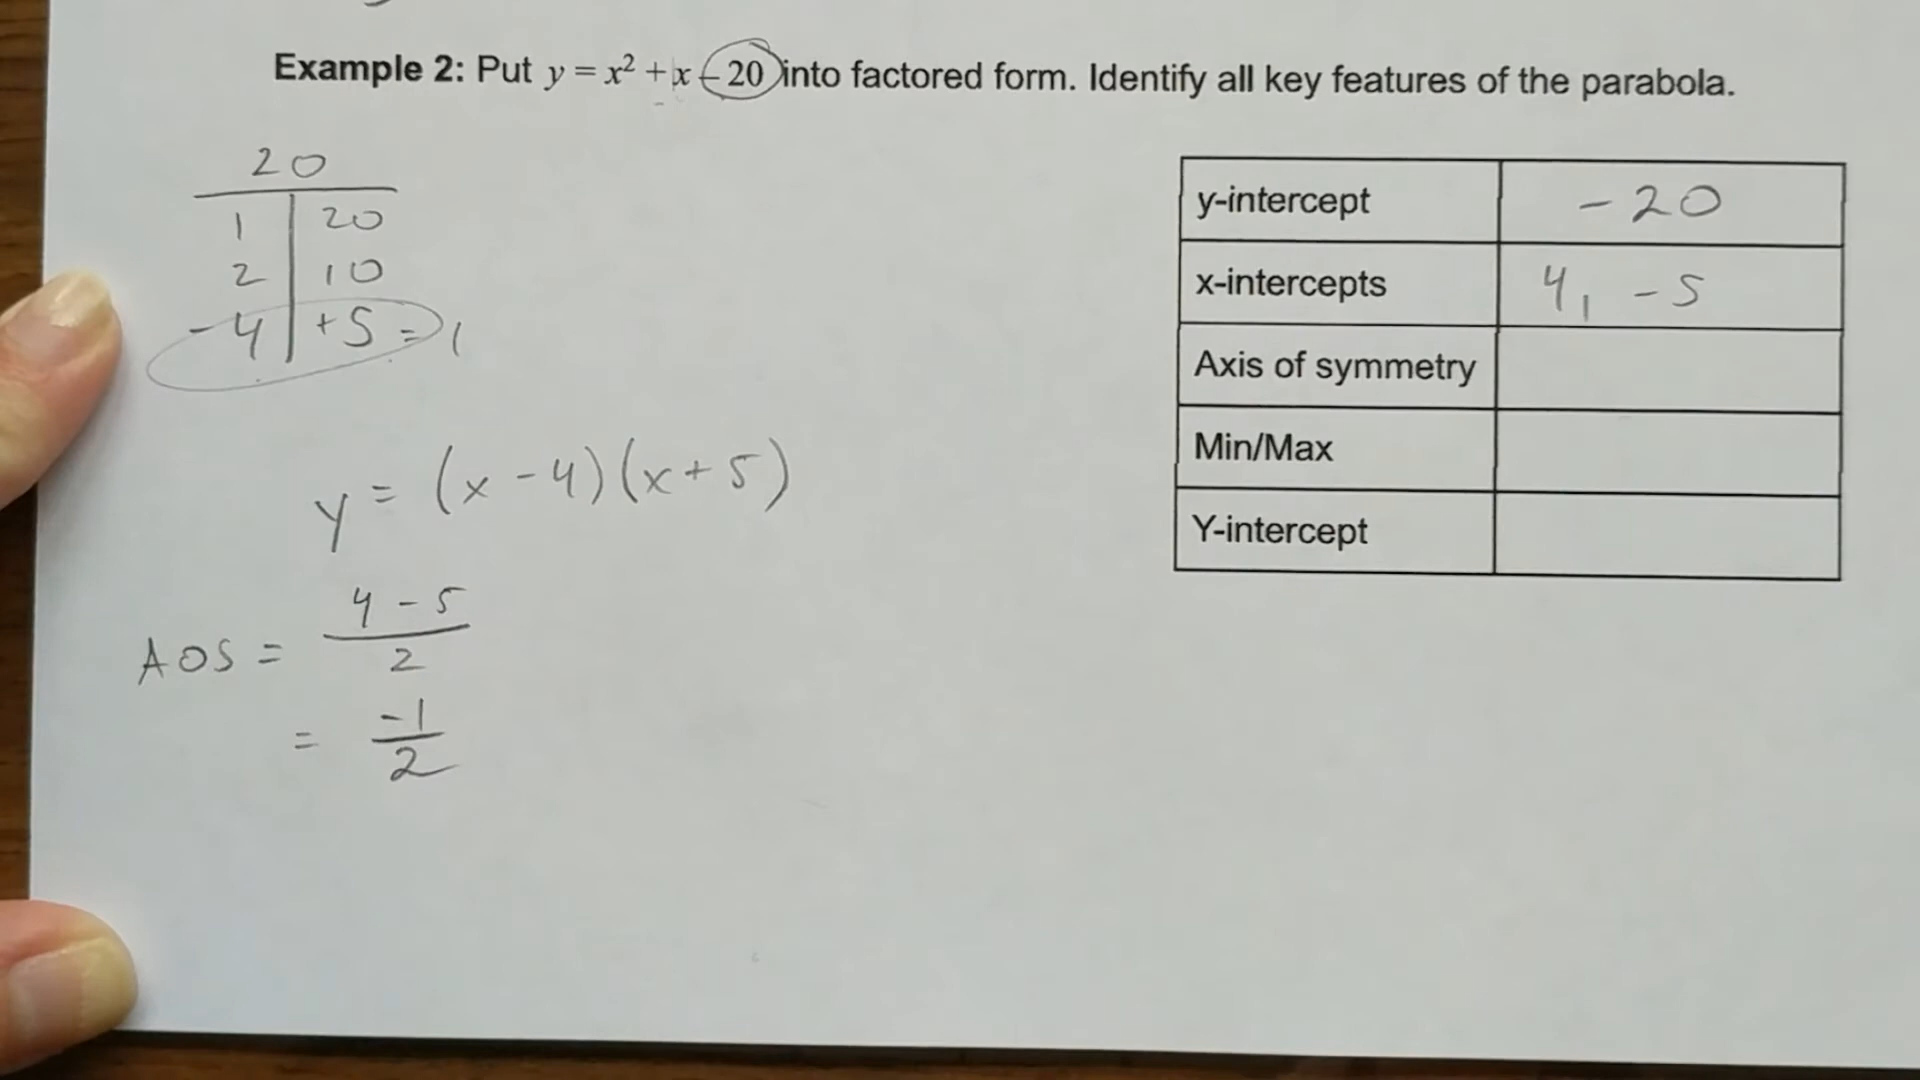 Example 2: Put y = x² + x − 20 into factored form. Identify all key features of the parabola.
20
1 | 20
2 | 10
-4 | +5 = 1
y = (x - 4)(x + 5)
AOS = 4 - 5 / 2
= -1 / 2
y-intercept | -20
x-intercepts | 4, -5
Axis of symmetry
Min/Max
Y-intercept